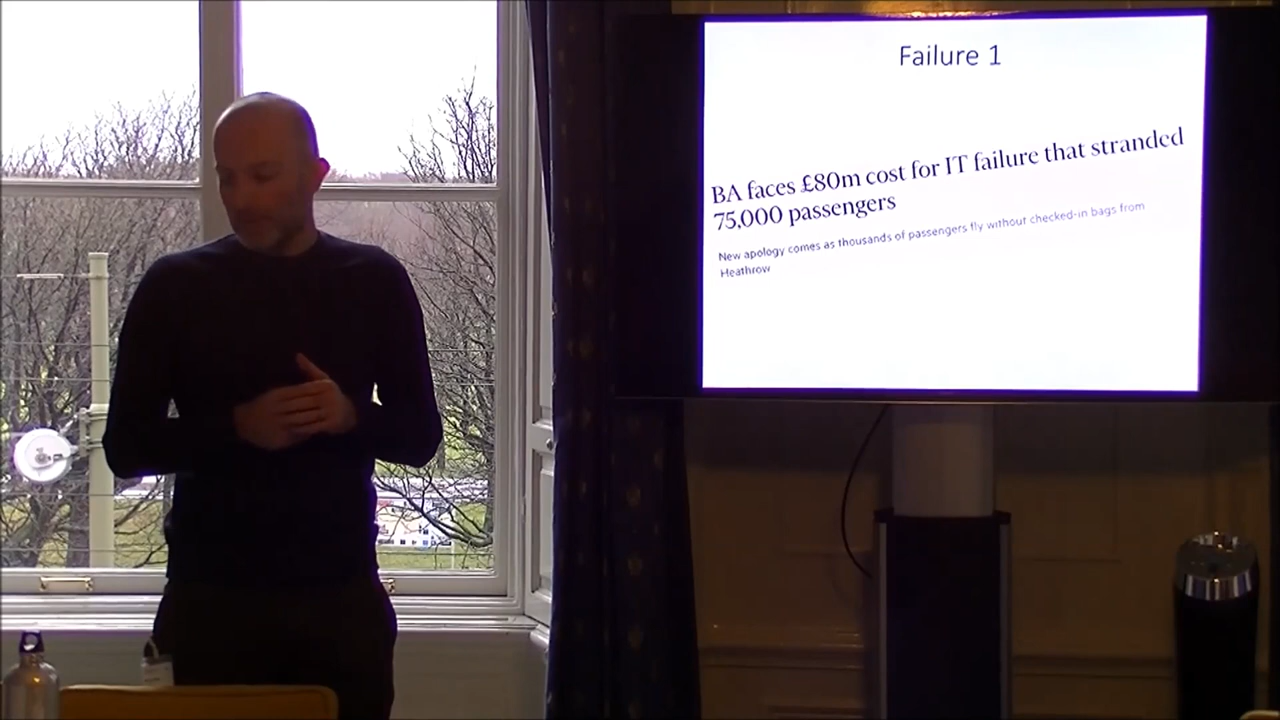 Failure 1
BA faces £80m cost for IT failure that stranded
75,000 passengers
New apology comes as thousands of passengers fly without checked-in bags from
Heathrow